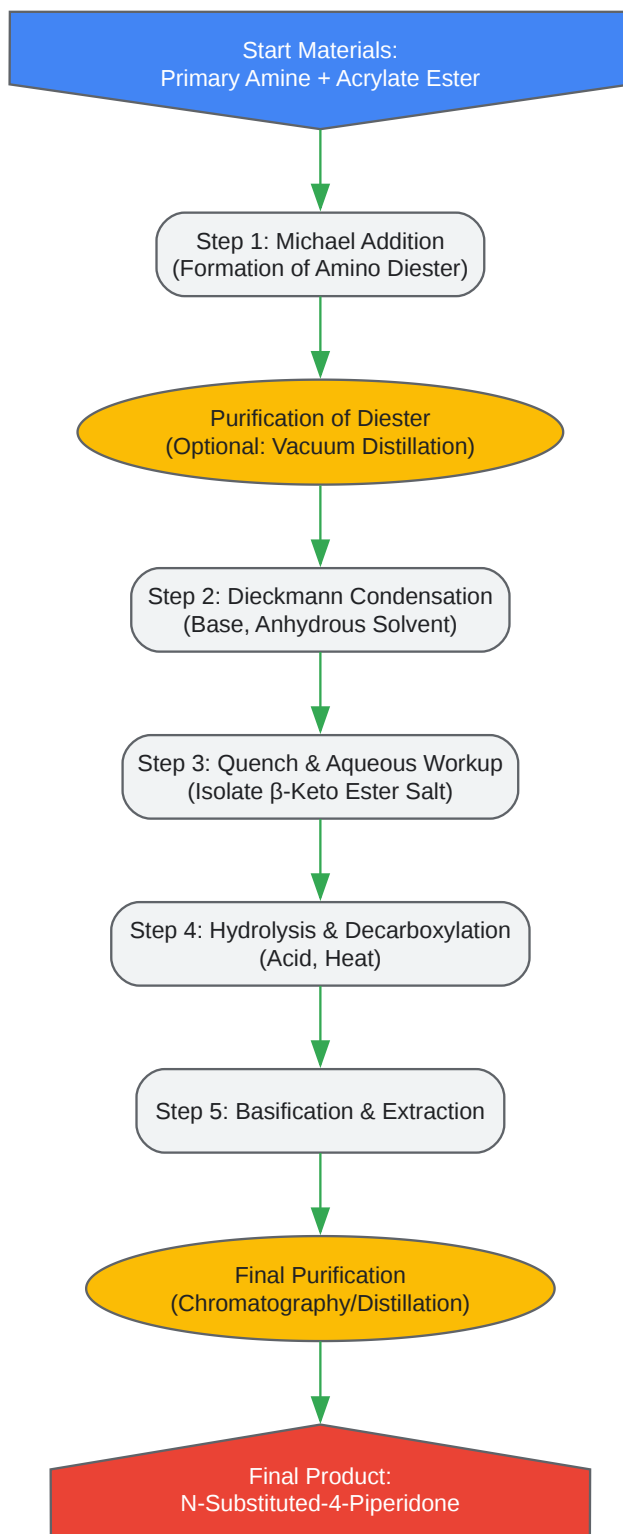 Start Materials:
Primary Amine + Acrylate Ester
Step 1: Michael Addition
(Formation of Amino Diester)
Purification of Diester
(Optional: Vacuum Distillation)
Step 2: Dieckmann Condensation
(Base, Anhydrous Solvent)
Step 3: Quench & Aqueous Workup
(Isolate β-Keto Ester Salt)
Step 4: Hydrolysis & Decarboxylation
(Acid, Heat)
Step 5: Basification & Extraction
Final Purification
(Chromatography/Distillation)
Final Product:
N-Substituted-4-Piperidone